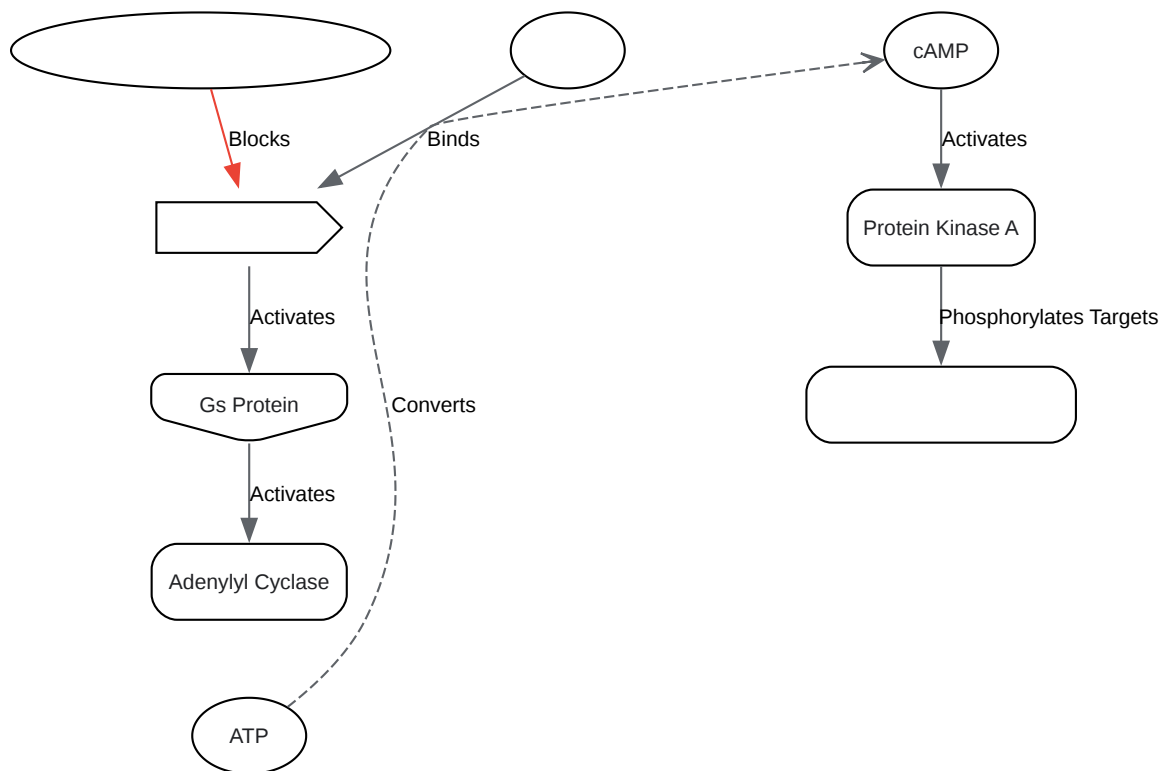 cAMP
Blocks
Binds
Activates
Protein Kinase A
Activates
Phosphorylates Targets
Gs Protein
Converts
Activates
Adenylyl Cyclase
ATP